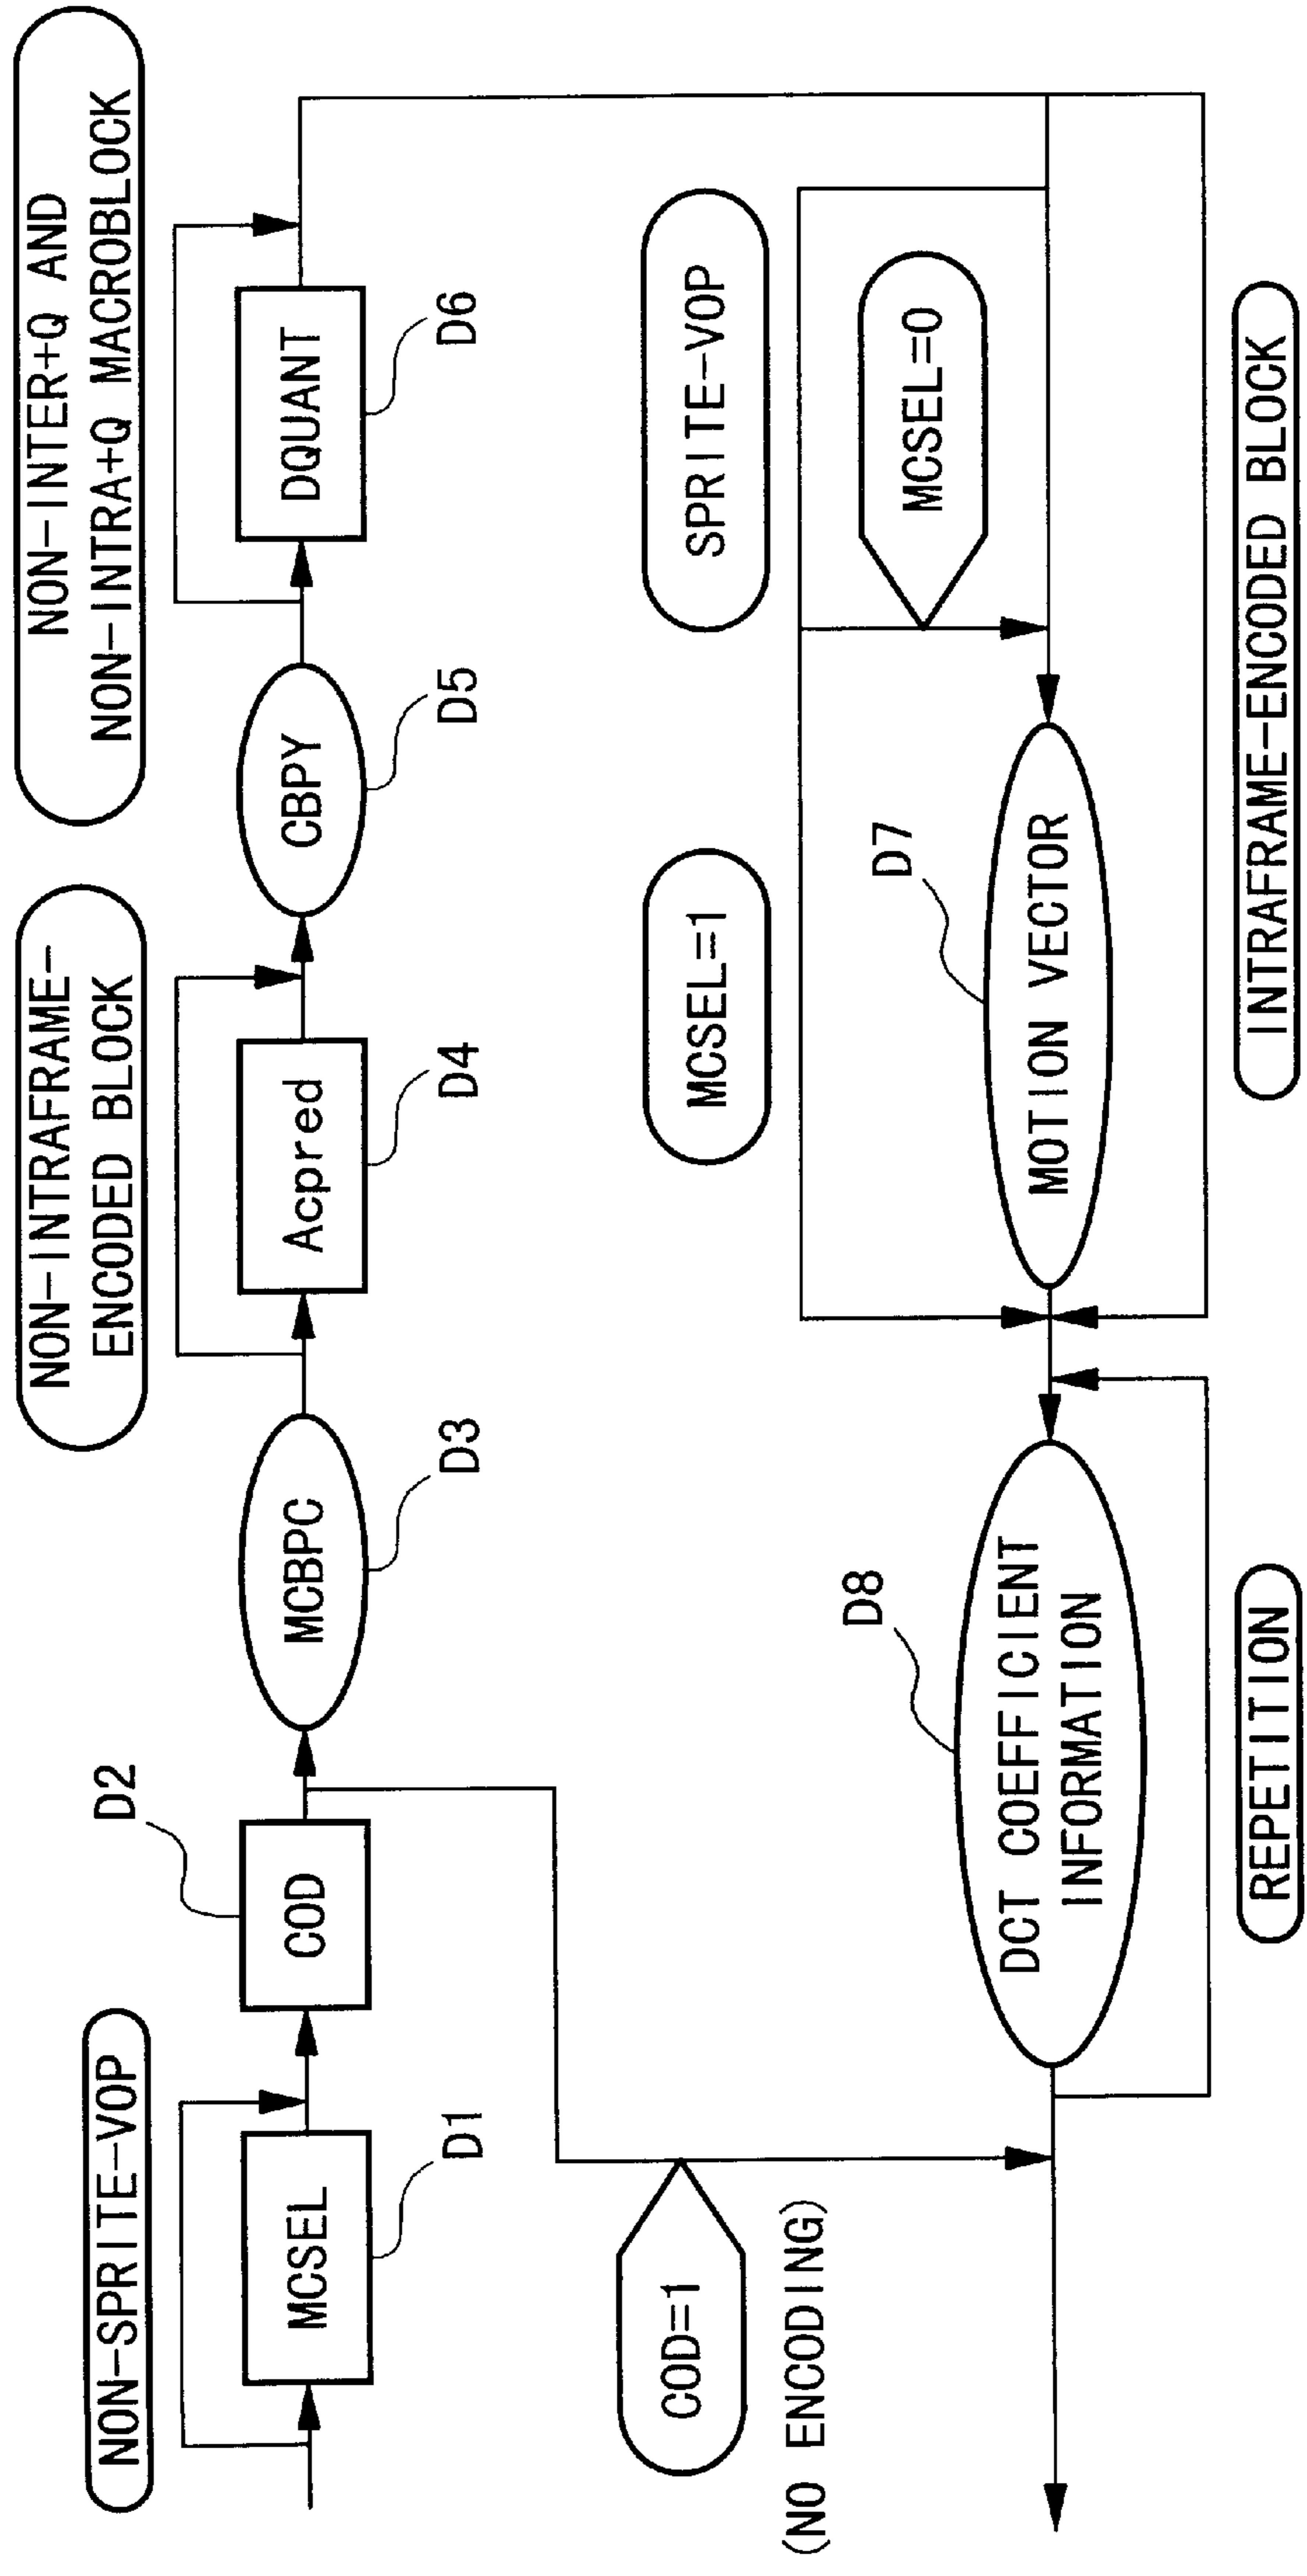 NON-SPRITE-VOP
NON-INTRAFRAME-
ENCODED BLOCK
NON-INTER+Q AND
NON-INTRA+Q MACROBLOCK
D2
MCSEL
COD
MCBPC
Acpred
CBPY
DQUANT
D1
D3
D4
D5
D6
COD=1
(NO ENCODING)
MCSEL=1
SPRITE-VOP
MCSEL=0
D8
D7
DCT COEFFICIENT
INFORMATION
MOTION VECTOR
REPETITION
INTRAFRAME-ENCODED BLOCK